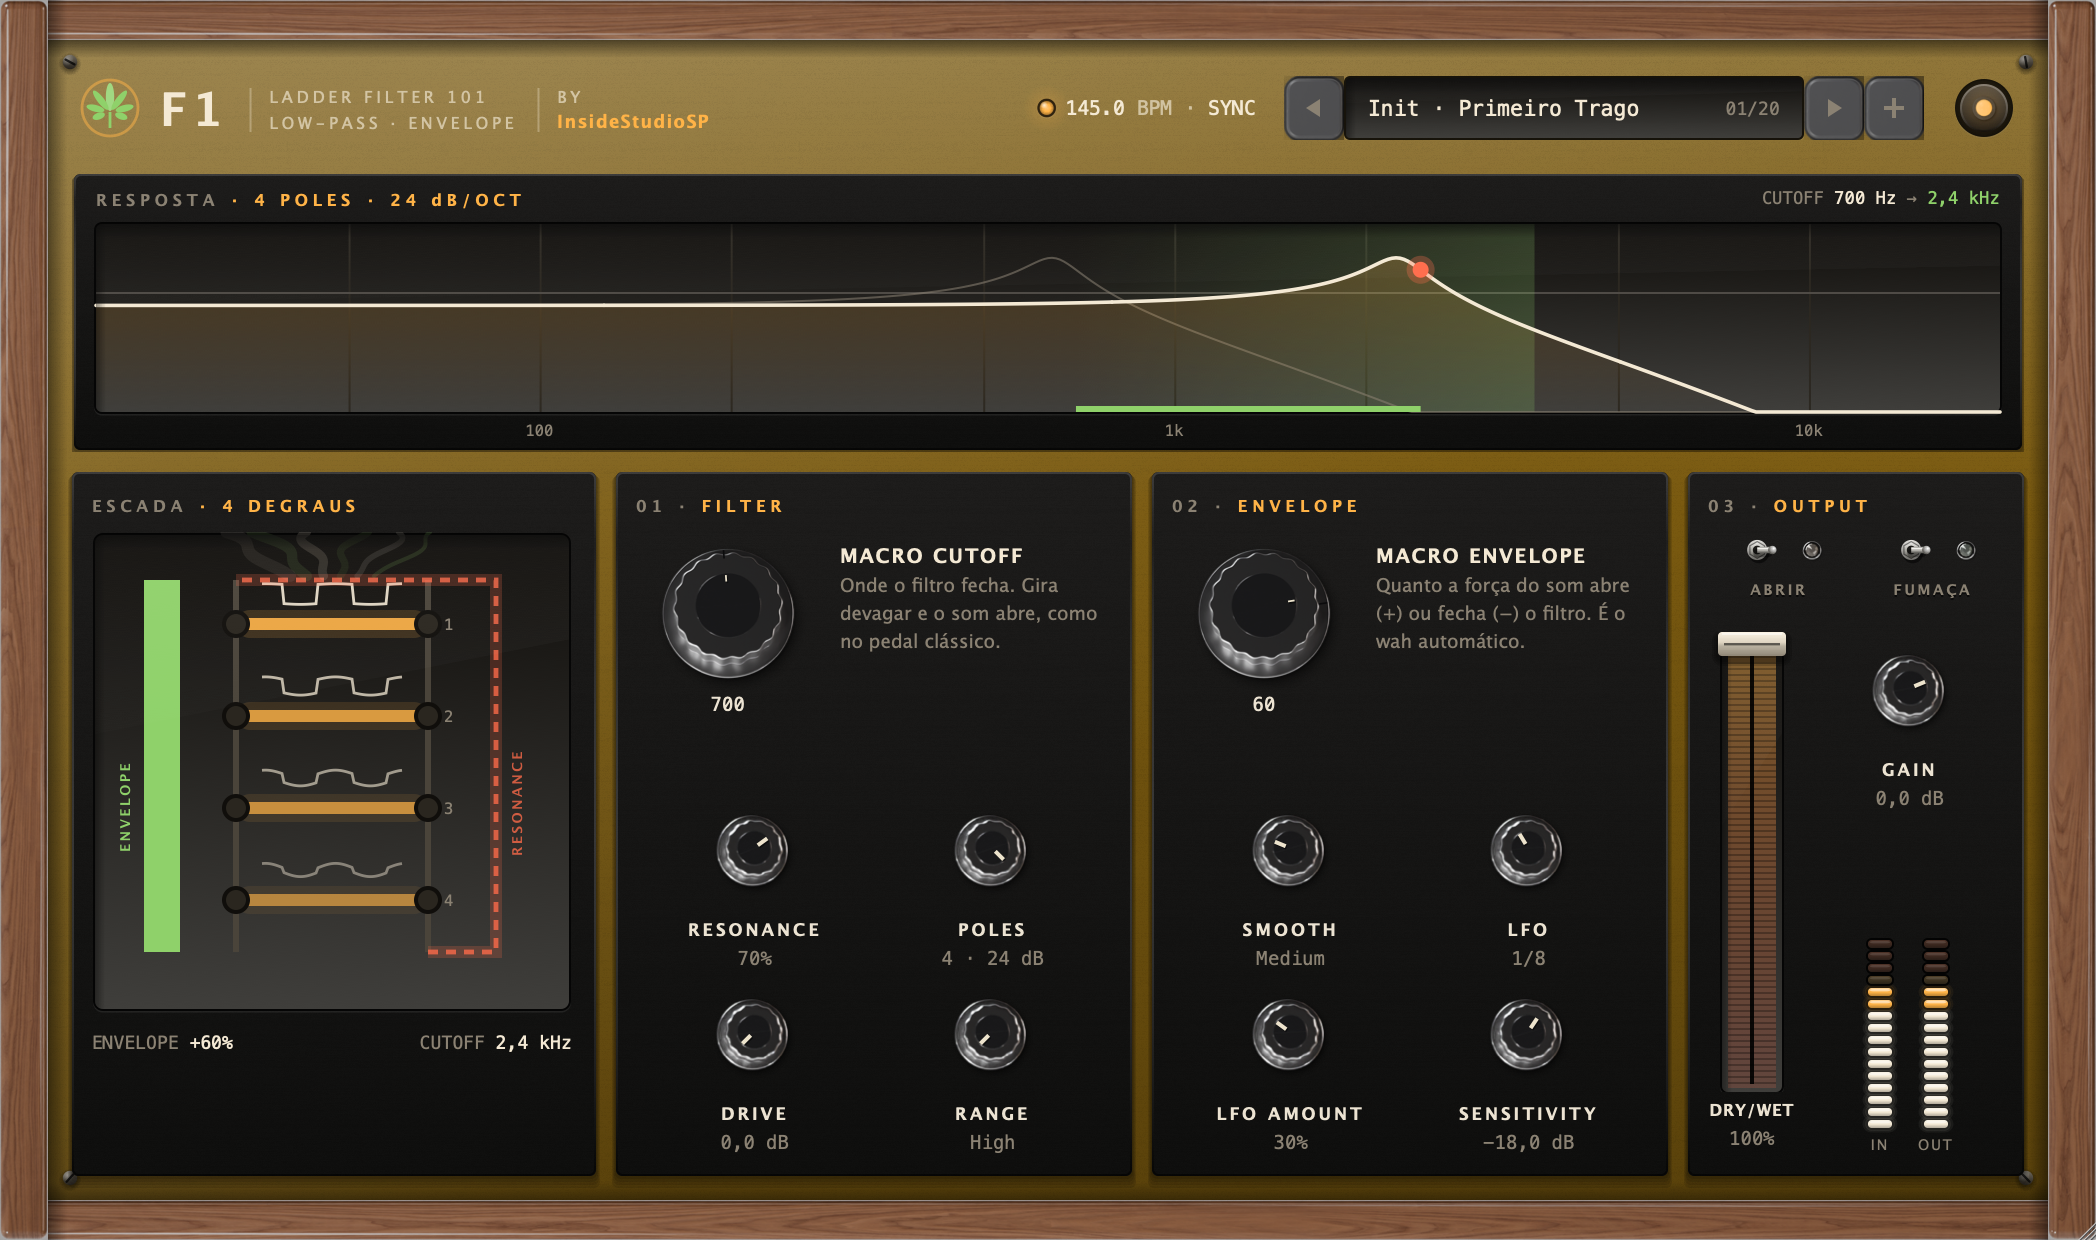 F1
LADDER FILTER 101
LOW-PASS · ENVELOPE
BY
InsideStudioSP
145.0 BPM · SYNC
Init · Primeiro Trago 01/20
RESPOSTA · 4 POLES · 24 dB/OCT
CUTOFF 700 Hz → 2,4 kHz
100 1k 10k
ESCADA · 4 DEGRAUS
1
2
3
4
ENVELOPE
RESONANCE
ENVELOPE +60% CUTOFF 2,4 kHz
01 · FILTER
MACRO CUTOFF
Onde o filtro fecha. Gira
devagar e o som abre, como
no pedal clássico.
700
RESONANCE POLES
70% 4 · 24 dB
DRIVE RANGE
0,0 dB High
02 · ENVELOPE
MACRO ENVELOPE
Quanto a força do som abre
(+) ou fecha (−) o filtro. É o
wah automático.
60
SMOOTH LFO
Medium 1/8
LFO AMOUNT SENSITIVITY
30% −18,0 dB
03 · OUTPUT
ABRIR FUMAÇA
GAIN
0,0 dB
DRY/WET
100%
IN OUT